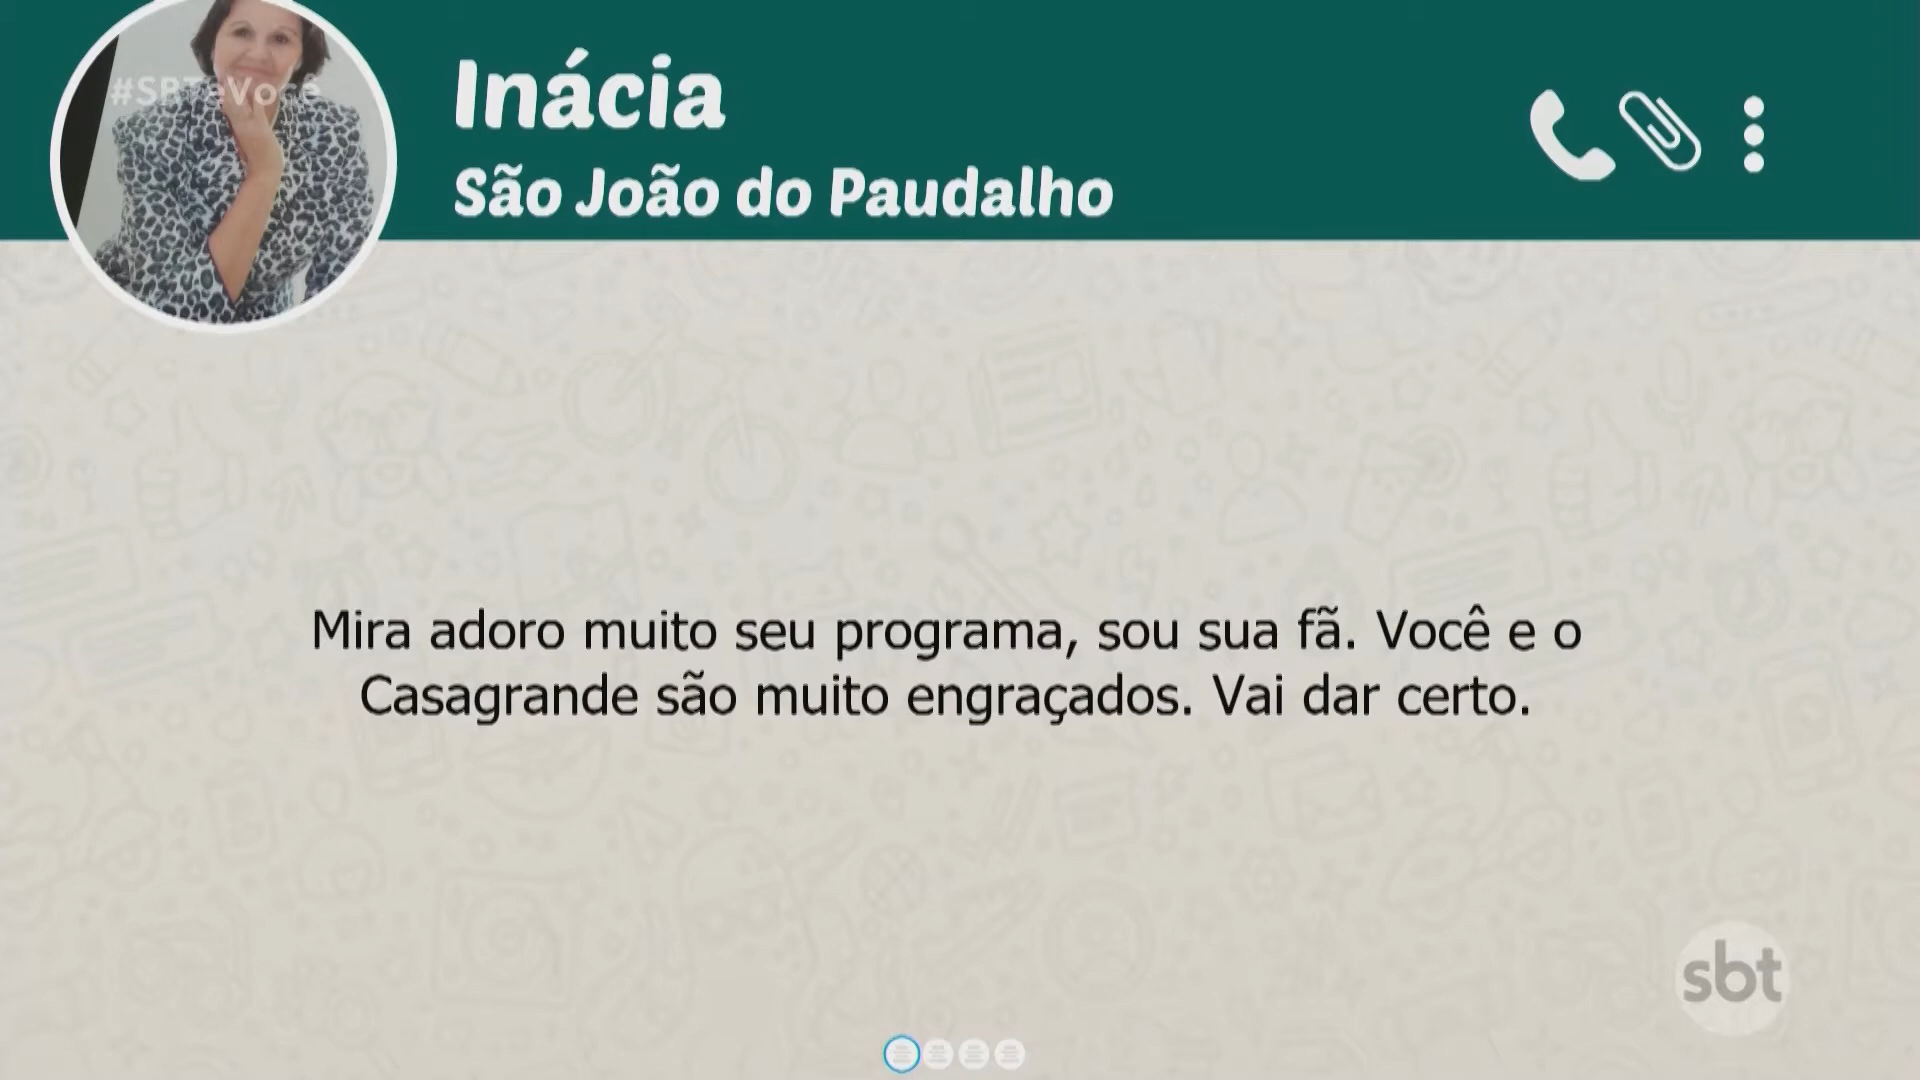 #SBTeVocê
Inácia
São João do Paudalho
Mira adoro muito seu programa, sou sua fã. Você e o
Casagrande são muito engraçados. Vai dar certo.
sbt